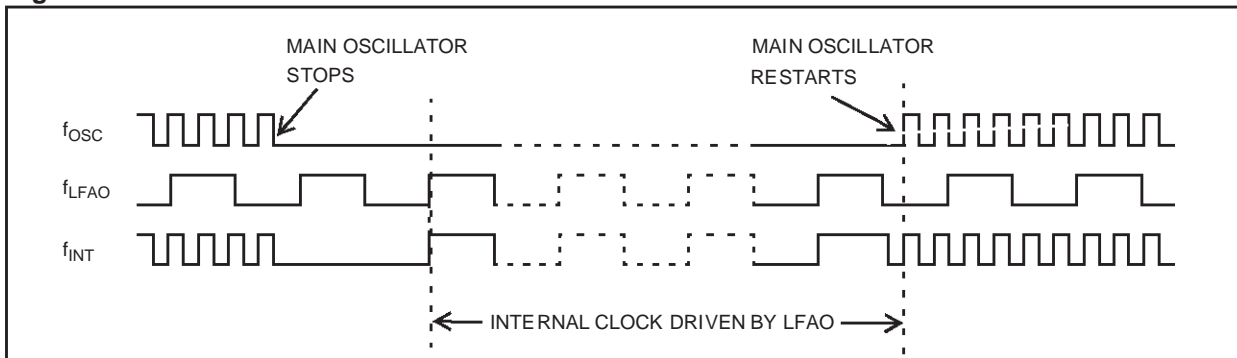 MAIN OSCILLATOR
STOPS
MAIN OSCILLATOR
RESTARTS
fOSC
fLFAO
fINT
INTERNAL CLOCK DRIVEN BY LFAO